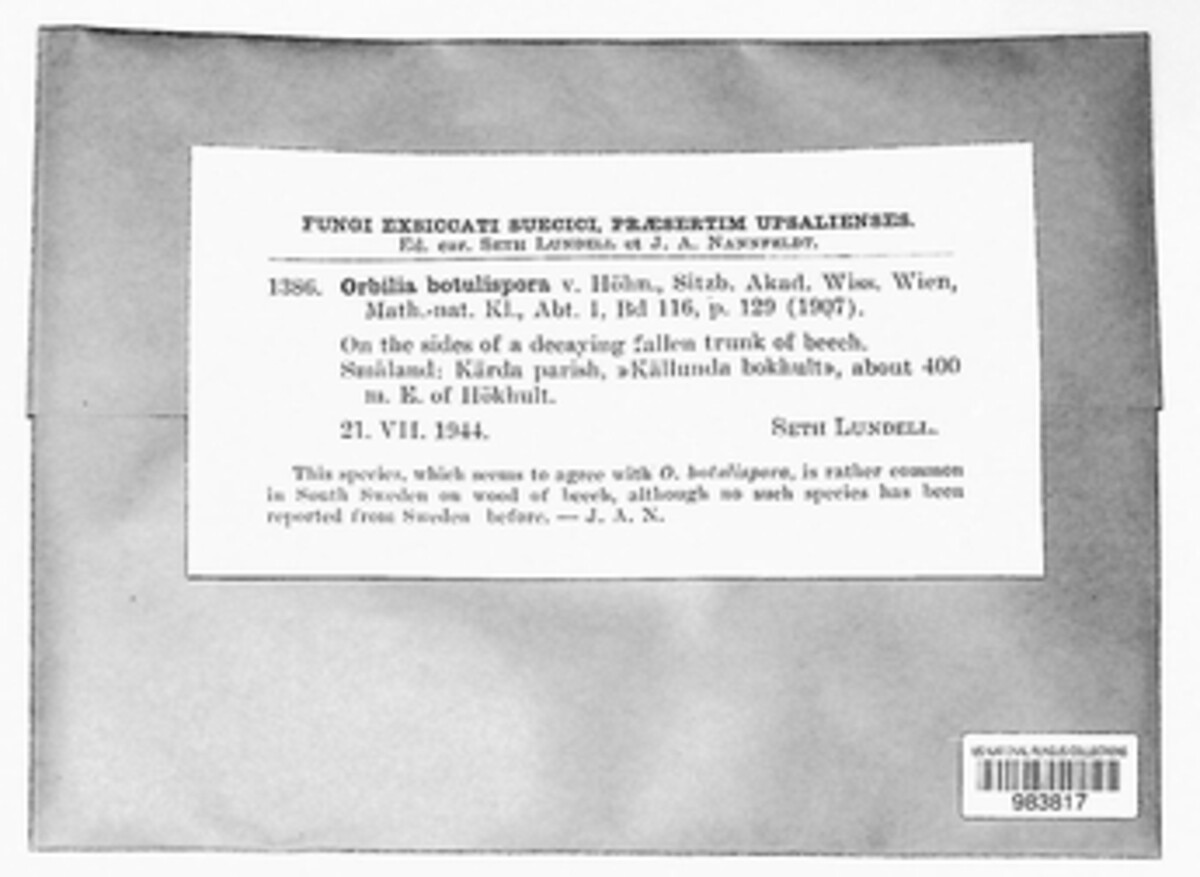 FUNGI EXSICCATI SUECICI, PRÆSERTIM UPSALIENSES.
Ed. cur. SETH LUNDELL et J. A. NANNFELDT.
1386. Orbilia botulispora v. Höhn., Sitzb. Akad. Wiss. Wien,
Math.-nat. Kl., Abt. 1, Bd 116, p. 129 (1907).
On the sides of a decaying fallen trunk of beech.
Småland: Kärda parish, »Källunda bokhult», about 400
m. E. of Hökhult.
21. VII. 1944. SETH LUNDELL.
This species, which seems to agree with O. botulispora, is rather common
in South Sweden on wood of beech, although no such species has been
reported from Sweden before. — J. A. N.
US NATIONAL FUNGUS COLLECTIONS
983817